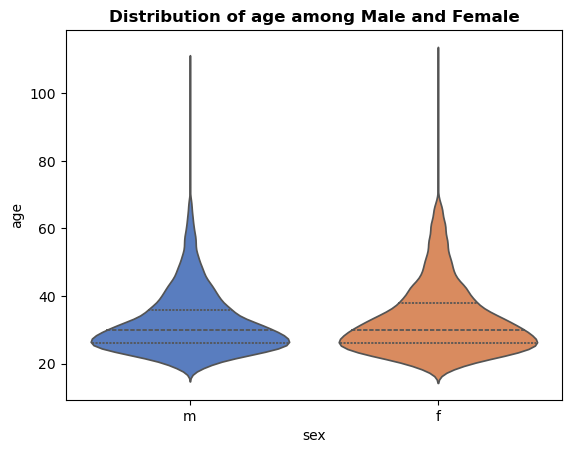 Distribution of age among Male and Female
100
80
60
40
20
age
m
f
sex